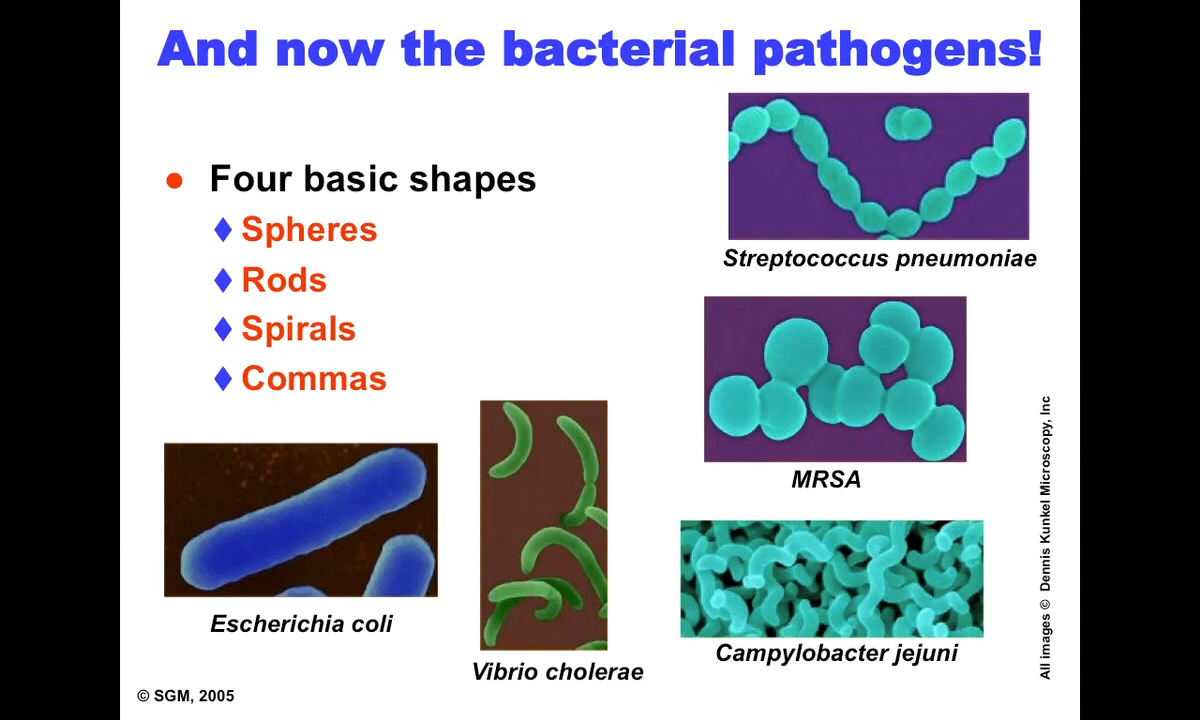 And now the bacterial pathogens!
● Four basic shapes
♦ Spheres
♦ Rods
♦ Spirals
♦ Commas
Streptococcus pneumoniae
MRSA
Escherichia coli
Vibrio cholerae
Campylobacter jejuni
All images © Dennis Kunkel Microscopy, Inc
© SGM, 2005